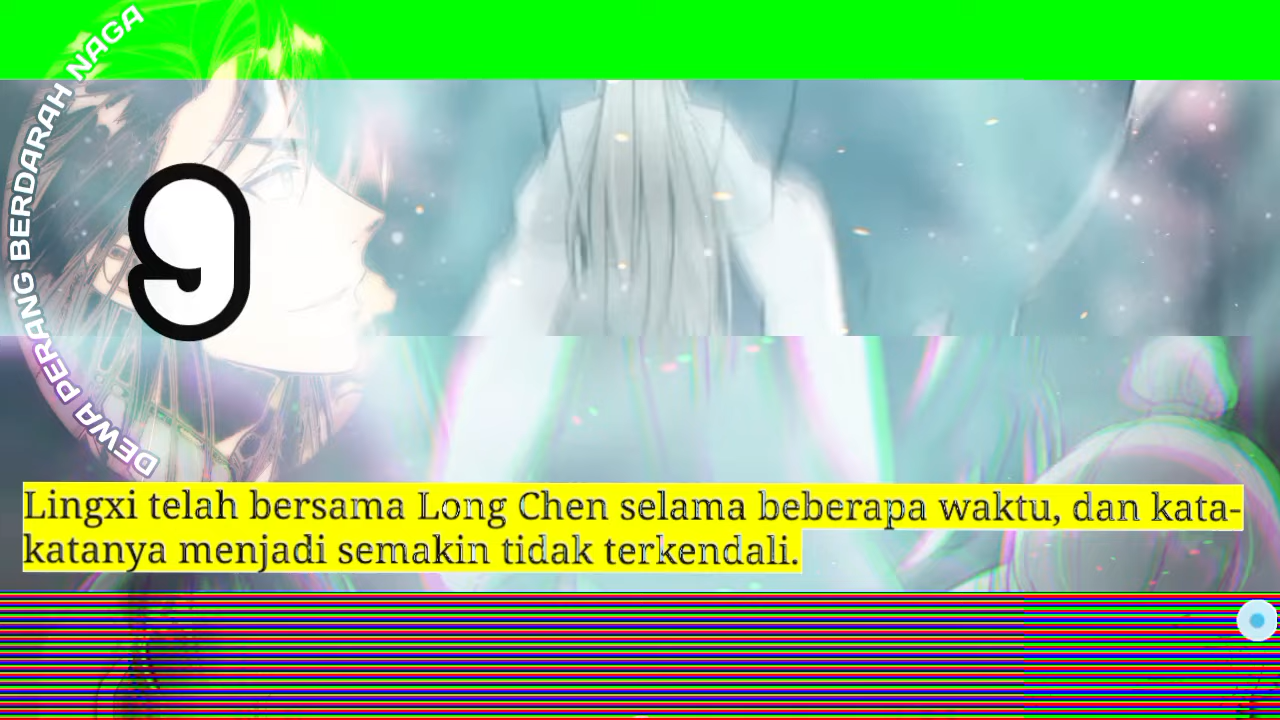 DEWA PERANG BERDARAH NAGA
Lingxi telah bersama Long Chen selama beberapa waktu, dan kata-
katanya menjadi semakin tidak terkendali.